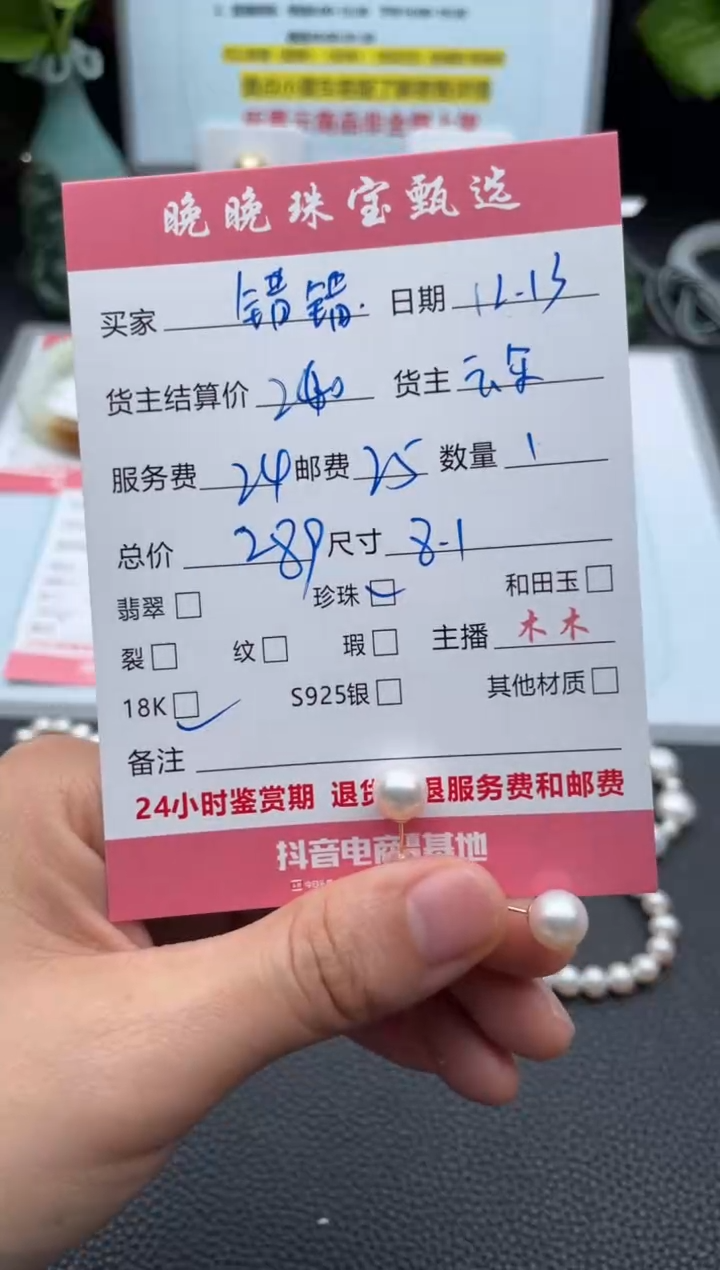 晚晚珠宝甄选
买家 错错. 日期 12-13
货主结算价 240 货主
服务费 24 邮费 25 数量 1
总价 289 尺寸 8-1
翡翠 珍珠 和田玉
裂 纹 瑕 主播 木木
18K S925银 其他材质
备注
24小时鉴赏期 退货 退服务费和邮费
抖音电商 基地